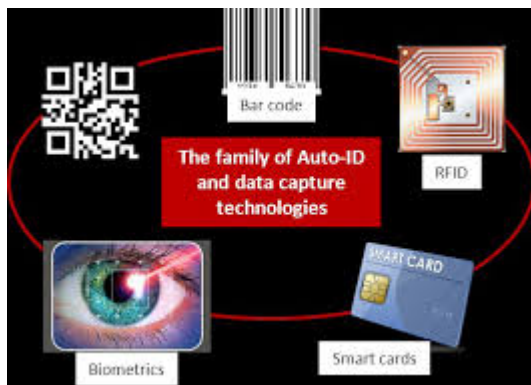 Bar code
RFID
The family of Auto-ID
and data capture
technologies
SMART CARD
Biometrics
Smart cards